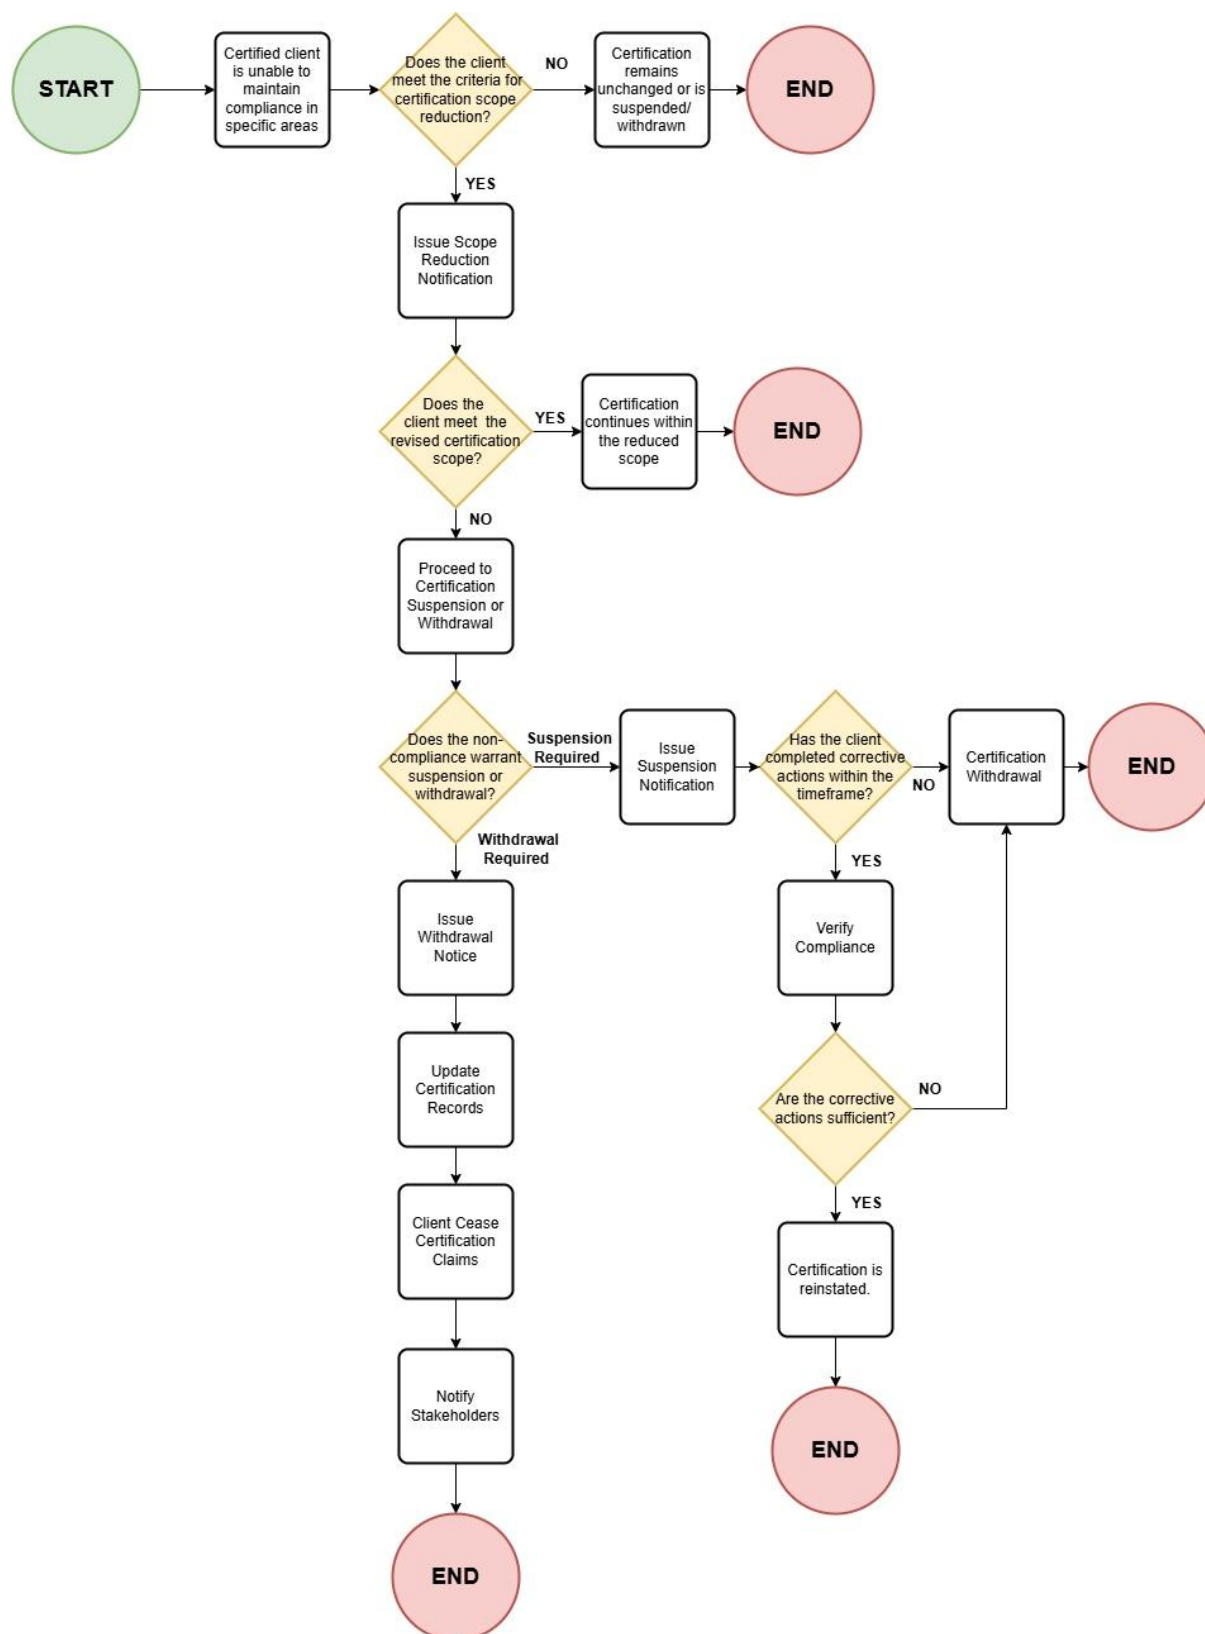 START
Certified client
is unable to
maintain
compliance in
specific areas
Does the client
meet the criteria for
certification scope
reduction?
NO
Certification
remains
unchanged or is
suspended/
withdrawn
END
YES
Issue Scope
Reduction
Notification
Does the
client meet the
revised certification
scope?
YES
Certification
continues within
the reduced
scope
END
NO
Proceed to
Certification
Suspension or
Withdrawal
Does the non-
compliance warrant
suspension or
withdrawal?
Suspension
Required
Issue
Suspension
Notification
Has the client
completed corrective
actions within the
timeframe?
NO
Certification
Withdrawal
END
Withdrawal
Required
YES
Issue
Withdrawal
Notice
Verify
Compliance
Update
Certification
Records
Are the corrective
actions sufficient?
NO
Client Cease
Certification
Claims
YES
Certification is
reinstated.
Notify
Stakeholders
END
END